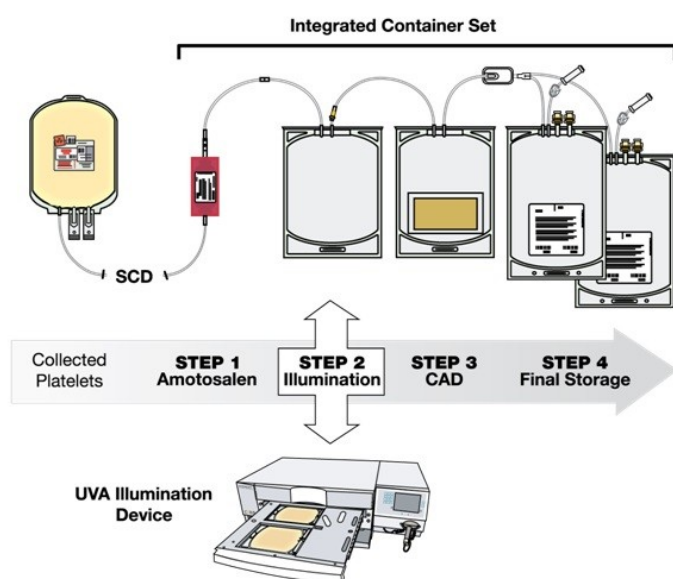 Integrated Container Set
SCD
Collected
Platelets
STEP 1
Amotosalen
STEP 2
Illumination
STEP 3
CAD
STEP 4
Final Storage
UVA Illumination
Device